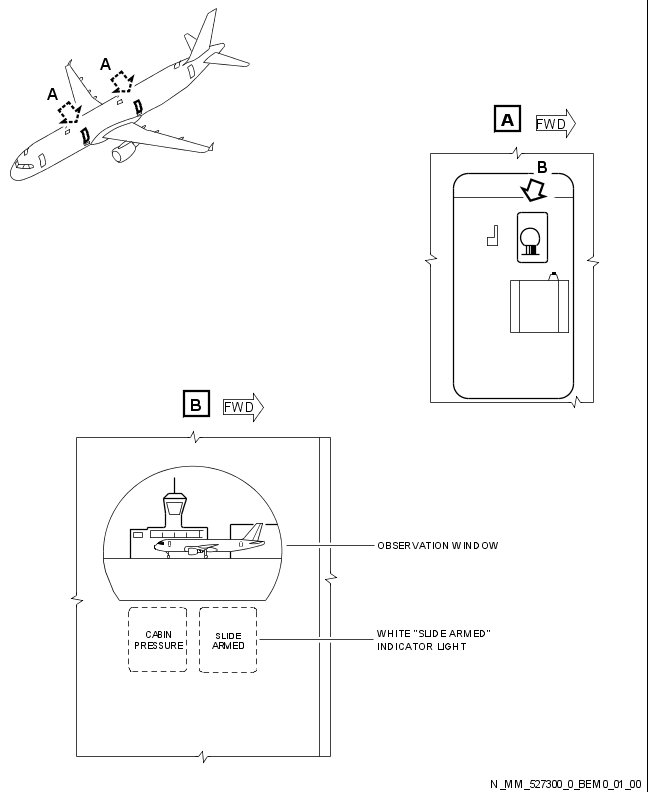 A
A
A
FWD
B
B
FWD
OBSERVATION WINDOW
CABIN
PRESSURE
SLIDE
ARMED
WHITE "SLIDE ARMED"
INDICATOR LIGHT
N_MM_527300_0_BEM0_01_00